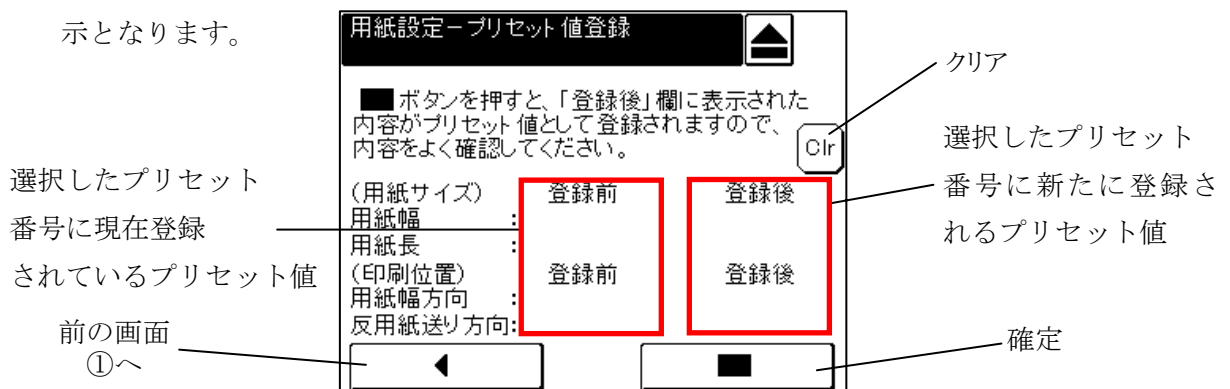 示となります。
用紙設定－プリセット値登録
クリア
■ボタンを押すと、「登録後」欄に表示された
内容がプリセット値として登録されますので、
内容をよく確認してください。
Clr
選択したプリセット
番号に新たに登録さ
れるプリセット値
選択したプリセット
番号に現在登録
されているプリセット値
(用紙サイズ) 登録前 登録後
用紙幅 :
用紙長 :
(印刷位置) 登録前 登録後
用紙幅方向 :
反用紙送り方向:
前の画面
①へ
確定